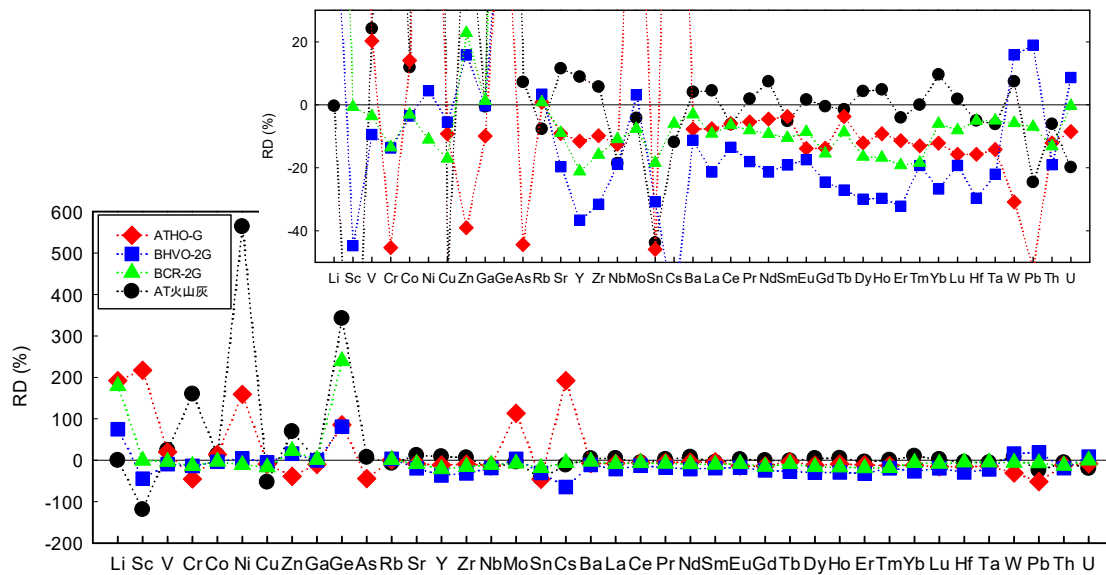 20
0
-20
-40
RD (%)
Li Sc V Cr Co Ni Cu Zn Ga Ge As Rb Sr Y Zr Nb Mo Sn Cs Ba La Ce Pr Nd Sm Eu Gd Tb Dy Ho Er Tm Yb Lu Hf Ta W Pb Th U
600
500
400
300
200
100
0
-100
-200
RD (%)
ATHO-G
BHVO-2G
BCR-2G
AT火山灰
Li Sc V Cr Co Ni Cu Zn Ga Ge As Rb Sr Y Zr Nb Mo Sn Cs Ba La Ce Pr Nd Sm Eu Gd Tb Dy Ho Er Tm Yb Lu Hf Ta W Pb Th U